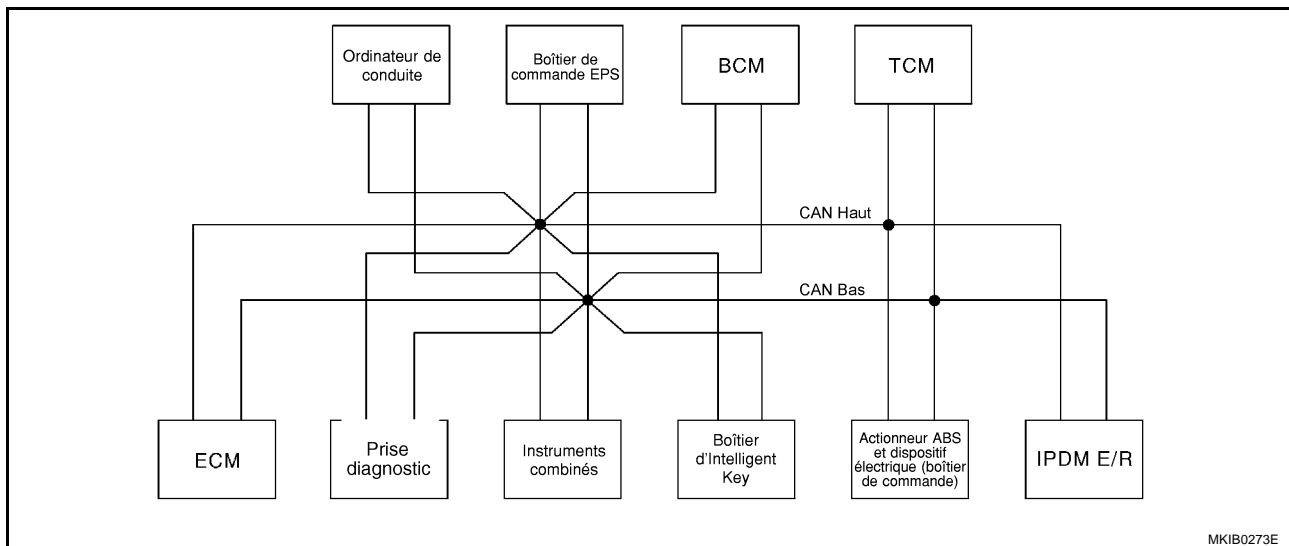 Ordinateur de
conduite
Boîtier de
commande EPS
BCM
TCM
CAN Haut
CAN Bas
ECM
Prise
diagnostic
Instruments
combinés
Boîtier
d'Intelligent
Key
Actionneur ABS
et dispositif
électrique (boîtier
de commande)
IPDM E/R
MKIB0273E